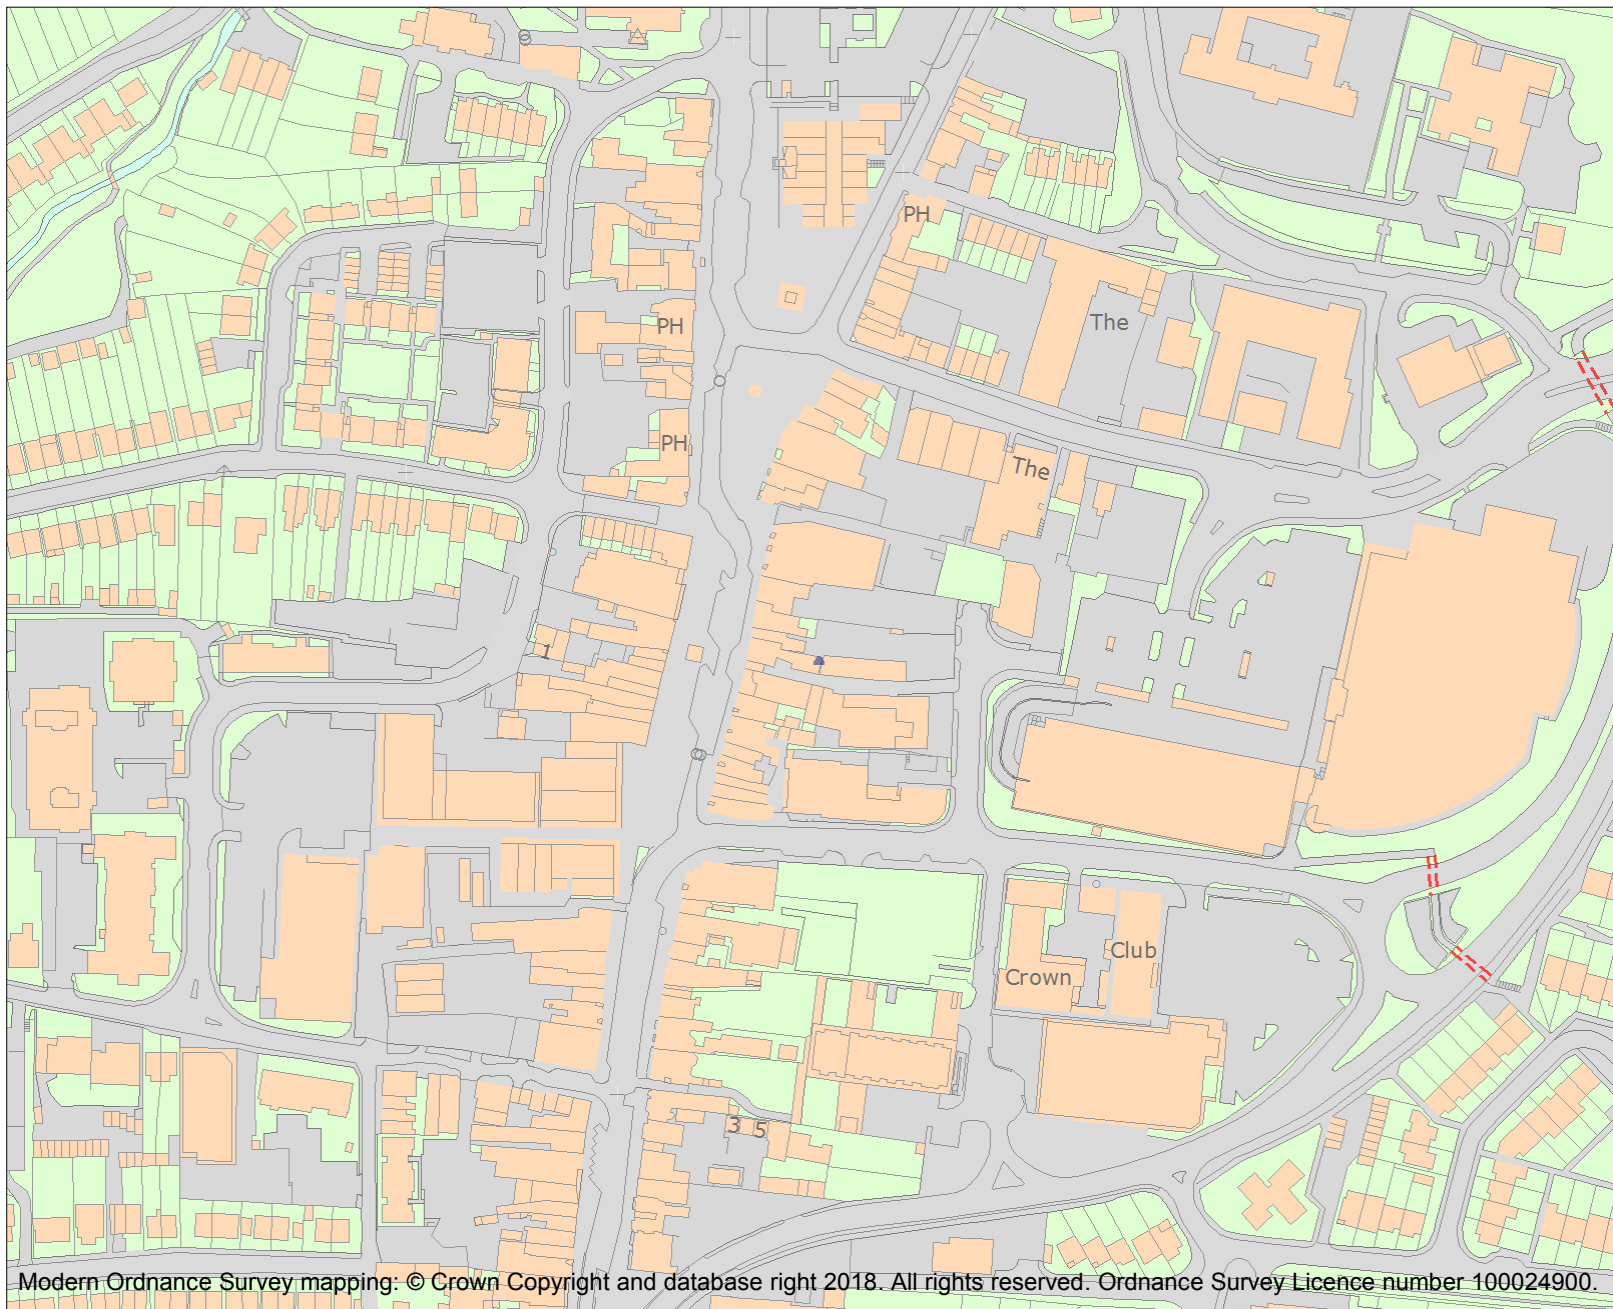 PH
PH
The
PH
The
1
Club
Crown
3 5
Modern Ordnance Survey mapping: © Crown Copyright and database right 2018. All rights reserved. Ordnance Survey Licence number 100024900.